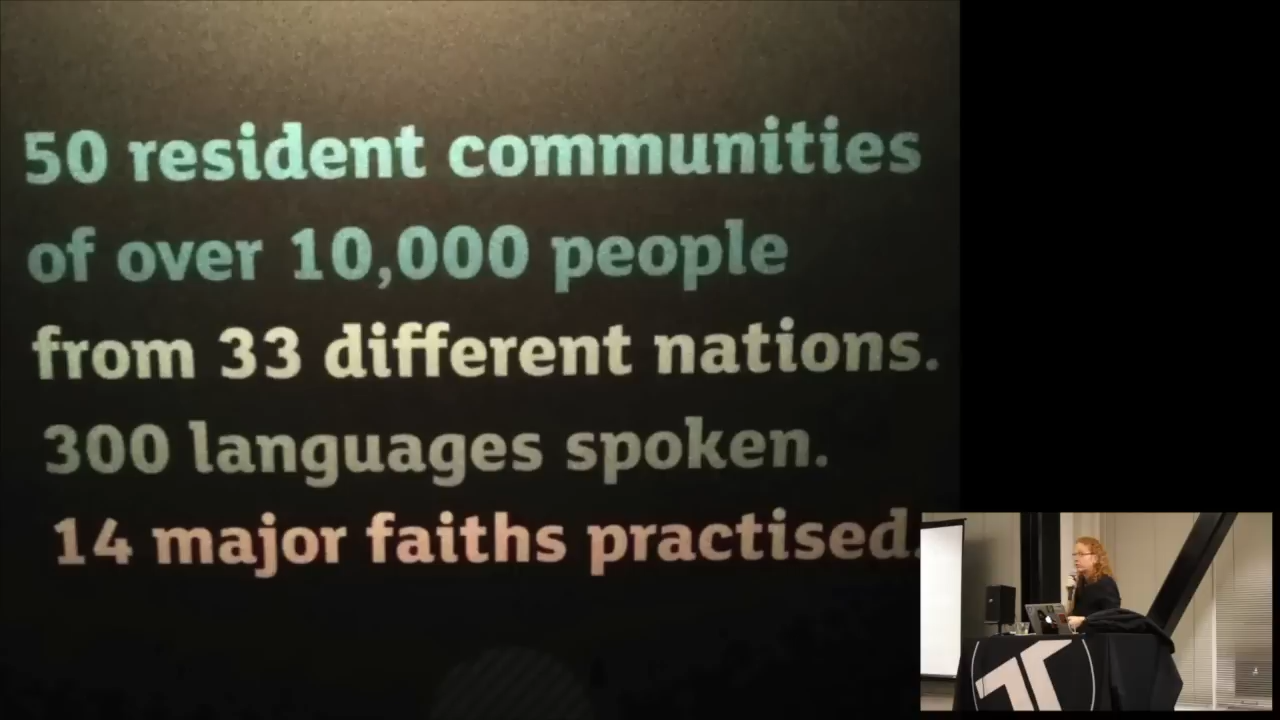 50 resident communities
of over 10,000 people
from 33 different nations.
300 languages spoken.
14 major faiths practised.